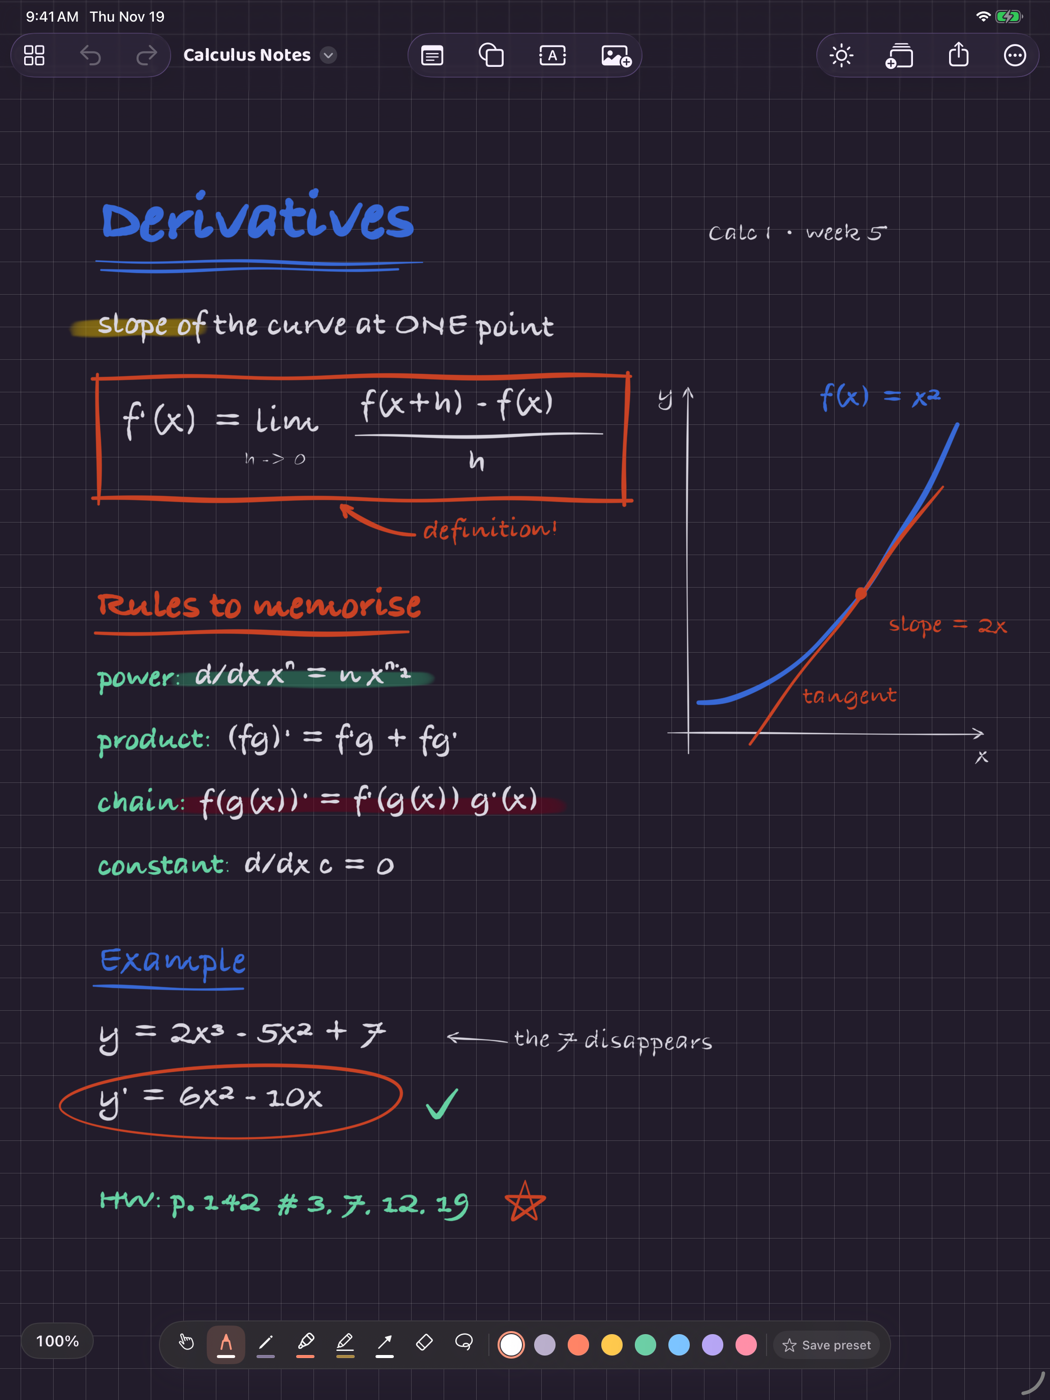 9:41 AM Thu Nov 19
Calculus Notes
A
Derivatives
Calc 1 · week 5
slope of the curve at ONE point
f'(x) = lim f(x+h) - f(x)
h -> 0 h
definition!
y
f(x) = x²
slope = 2x
tangent
x
Rules to memorise
power: d/dx xⁿ = n xⁿ⁻¹
product: (fg)' = f'g + fg'
chain: f(g(x))' = f'(g(x)) g'(x)
constant: d/dx c = 0
Example
y = 2x³ - 5x² + 7
the 7 disappears
y' = 6x² - 10x
HW: p. 142 # 3, 7, 12, 19
100%
Save preset